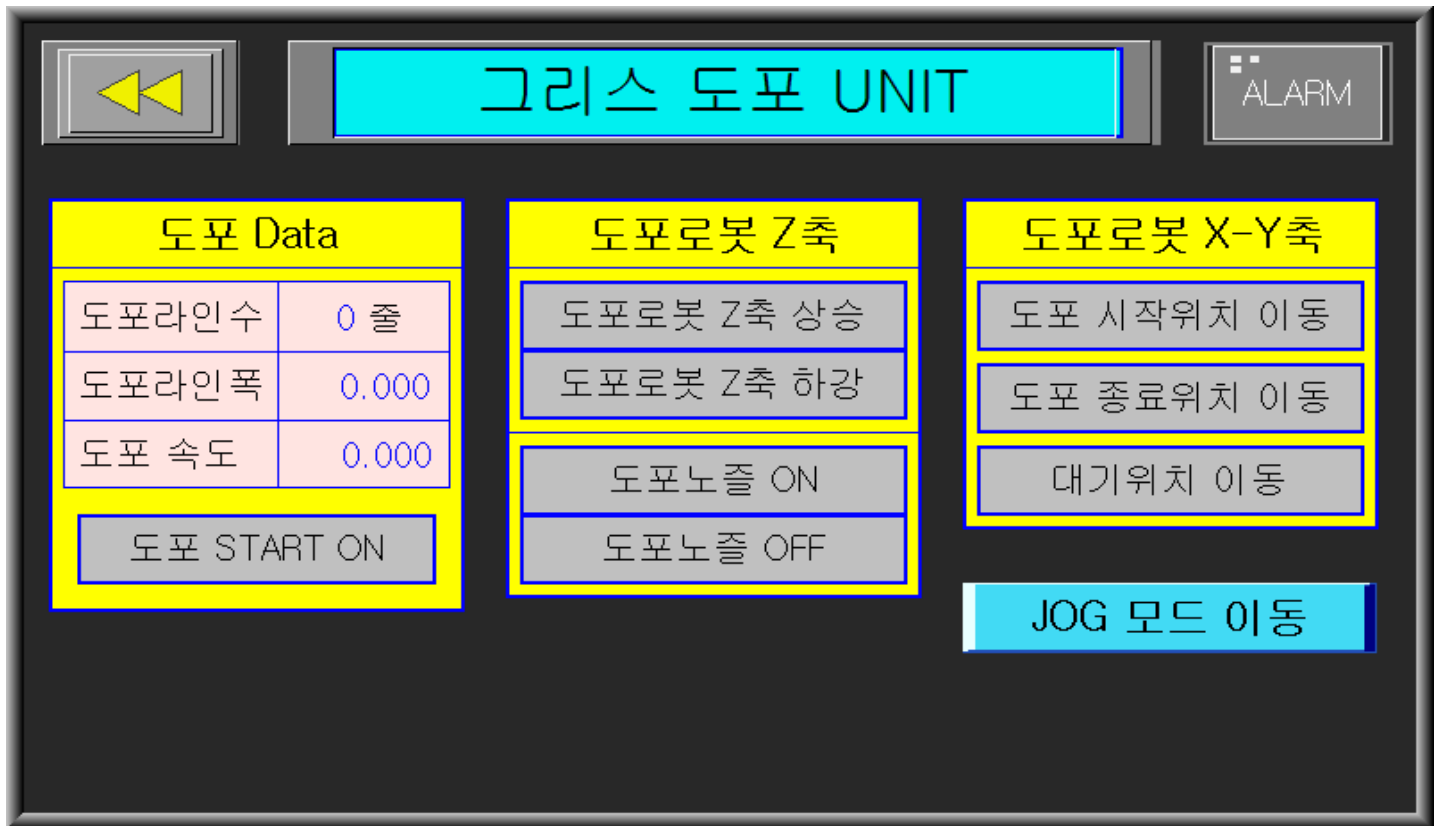 그리스 도포 UNIT
ALARM
도포 Data
도포라인수 0 줄
도포라인폭 0.000
도포 속도 0.000
도포 START ON
도포로봇 Z축
도포로봇 Z축 상승
도포로봇 Z축 하강
도포노즐 ON
도포노즐 OFF
도포로봇 X-Y축
도포 시작위치 이동
도포 종료위치 이동
대기위치 이동
JOG 모드 이동